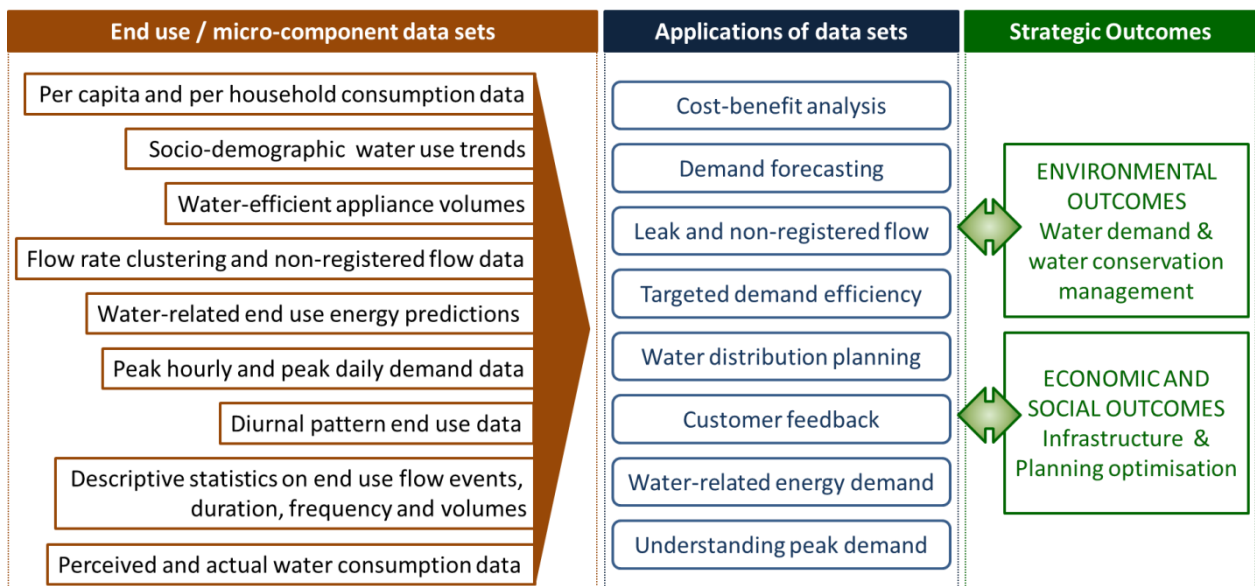 End use / micro-component data sets
Per capita and per household consumption data
Socio-demographic water use trends
Water-efficient appliance volumes
Flow rate clustering and non-registered flow data
Water-related end use energy predictions
Peak hourly and peak daily demand data
Diurnal pattern end use data
Descriptive statistics on end use flow events,
duration, frequency and volumes
Perceived and actual water consumption data
Applications of data sets
Cost-benefit analysis
Demand forecasting
Leak and non-registered flow
Targeted demand efficiency
Water distribution planning
Customer feedback
Water-related energy demand
Understanding peak demand
Strategic Outcomes
ENVIRONMENTAL
OUTCOMES
Water demand &
water conservation
management
ECONOMIC AND
SOCIAL OUTCOMES
Infrastructure &
Planning optimisation